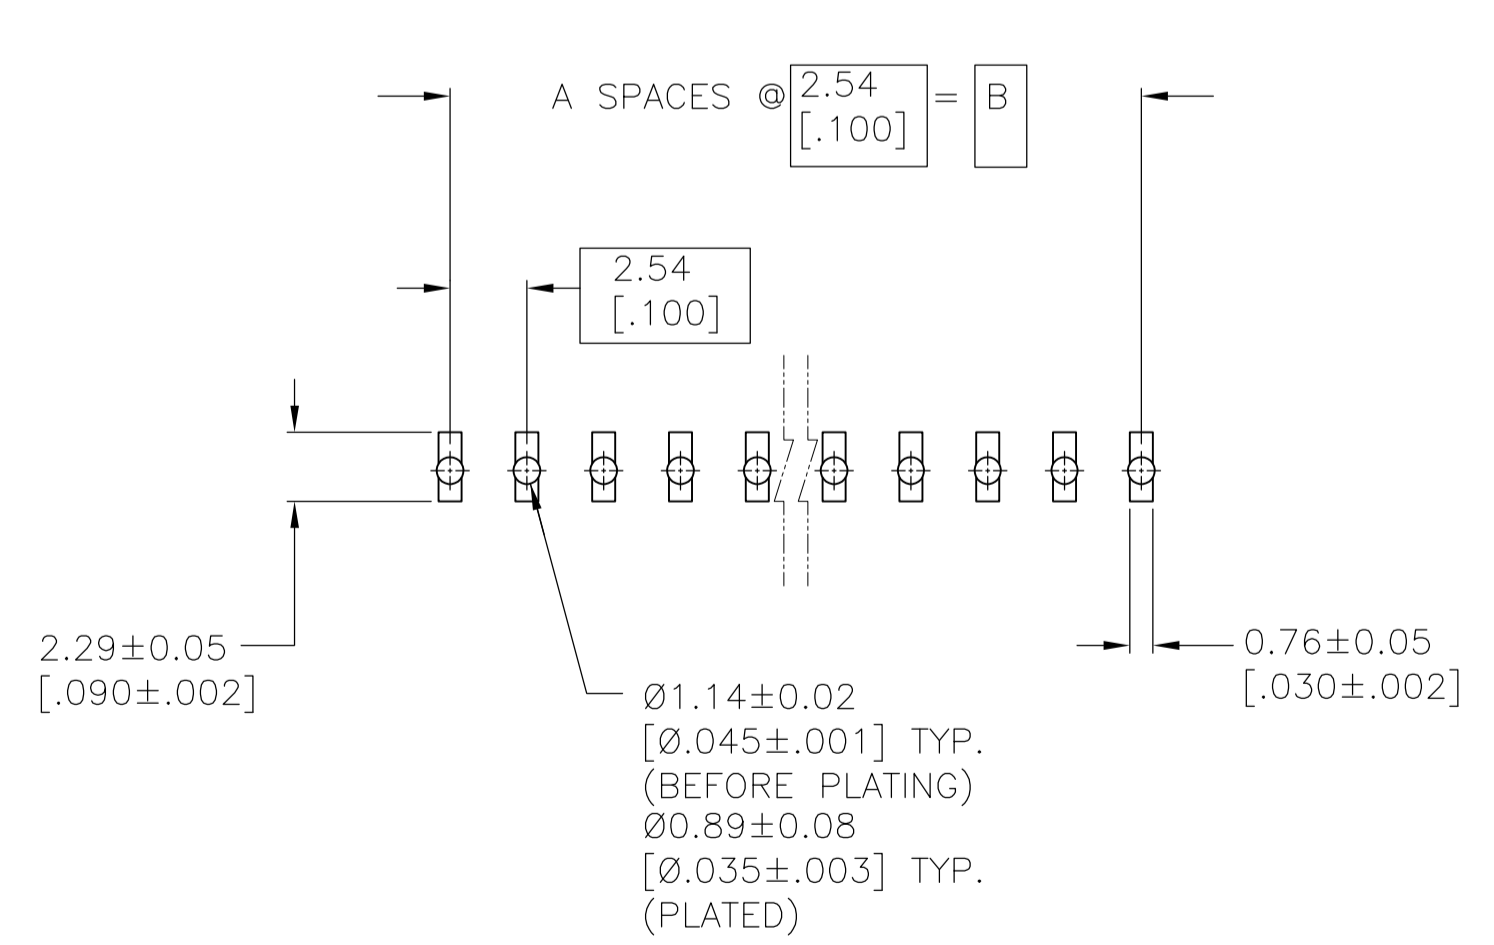 A SPACES @ 2.54 = B
[.100]
2.54
[.100]
2.29±0.05
[.090±.002]
0.76±0.05
[.030±.002]
Ø1.14±0.02
[Ø.045±.001] TYP.
(BEFORE PLATING)
Ø0.89±0.08
[Ø.035±.003] TYP.
(PLATED)